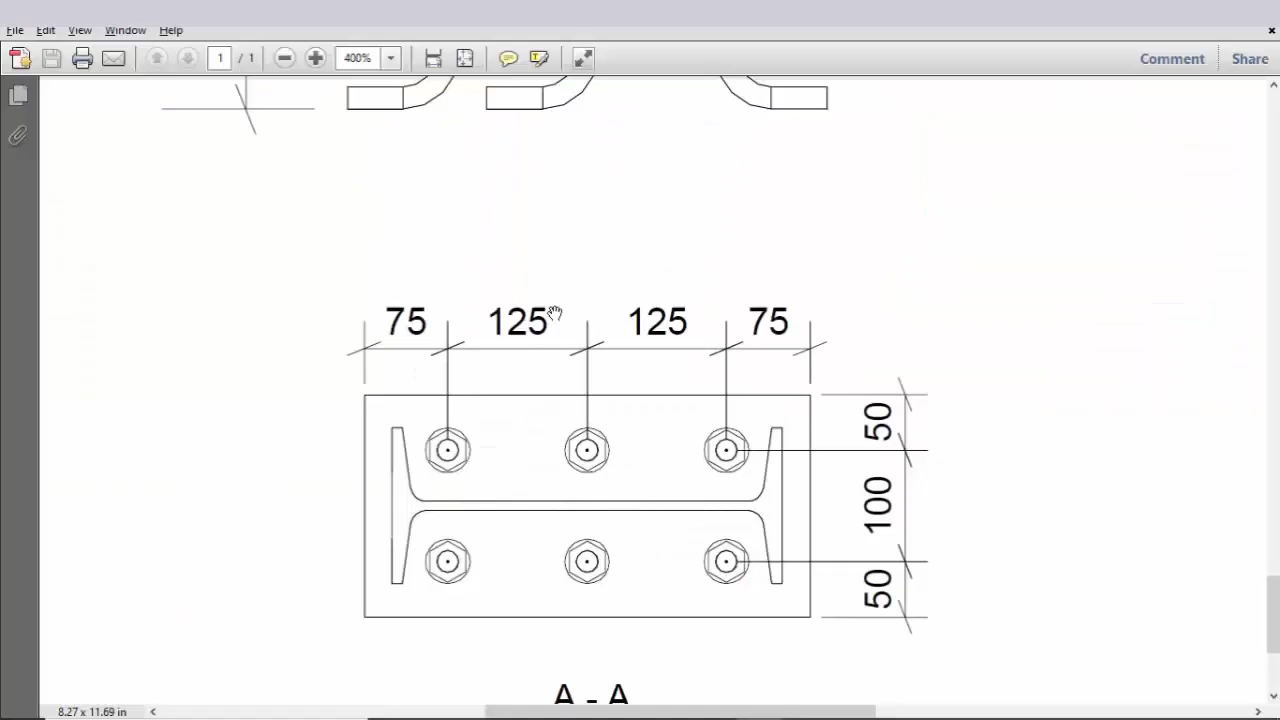 File Edit View Window Help ×
1 / 1 400% Comment Share
75 125 125 75
50
100
50
A - A
8.27 x 11.69 in